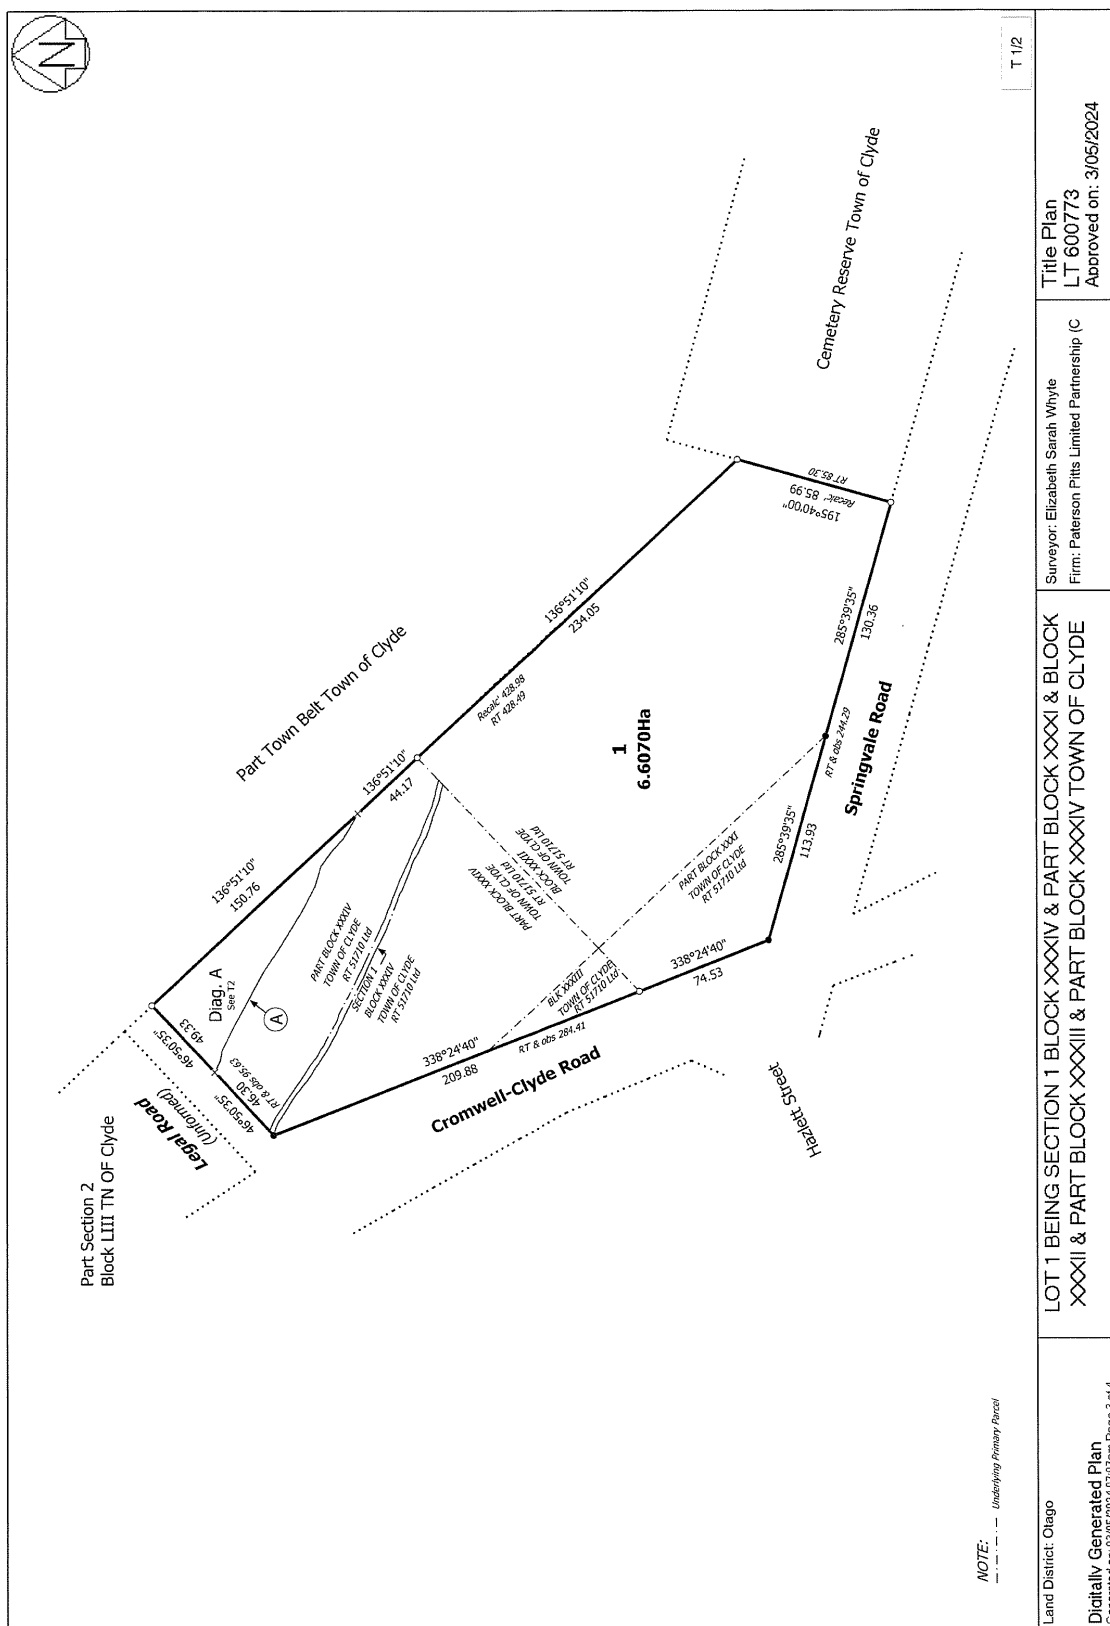 N
T 1/2
Part Section 2
Block LIII TN OF Clyde
Legal Road
(Unformed)
46°50'35"
49.33
46°50'35"
46.30
RT & obs 95.63
Diag. A
See T2
A
136°51'10"
150.76
Part Town Belt Town of Clyde
136°51'10"
44.17
136°51'10"
234.05
Recalc' 428.98
RT 428.49
PART BLOCK XXXIV
TOWN OF CLYDE
RT 51710 Ltd
SECTION 1
BLOCK XXXIV
TOWN OF CLYDE
RT 51710 Ltd
PART BLOCK XXXIV
TOWN OF CLYDE
RT 51710 Ltd
BLOCK XXXII
TOWN OF CLYDE
RT 51710 Ltd
1
6.6070Ha
338°24'40"
209.88
RT & obs 284.41
BLK XXXIII
TOWN OF CLYDE
RT 51710 Ltd
PART BLOCK XXXI
TOWN OF CLYDE
RT 51710 Ltd
338°24'40"
74.53
Cromwell-Clyde Road
Hazlett Street
285°39'35"
113.93
RT & obs 244.29
Springvale Road
285°39'35"
130.36
195°40'00"
Recalc' 85.99
RT 85.30
Cemetery Reserve Town of Clyde
NOTE:
Underlying Primary Parcel
Land District: Otago
Digitally Generated Plan
LOT 1 BEING SECTION 1 BLOCK XXXIV & PART BLOCK XXXI & BLOCK
XXXII & PART BLOCK XXXIII & PART BLOCK XXXIV TOWN OF CLYDE
Surveyor: Elizabeth Sarah Whyte
Firm: Paterson Pitts Limited Partnership (C
Title Plan
LT 600773
Approved on: 3/05/2024